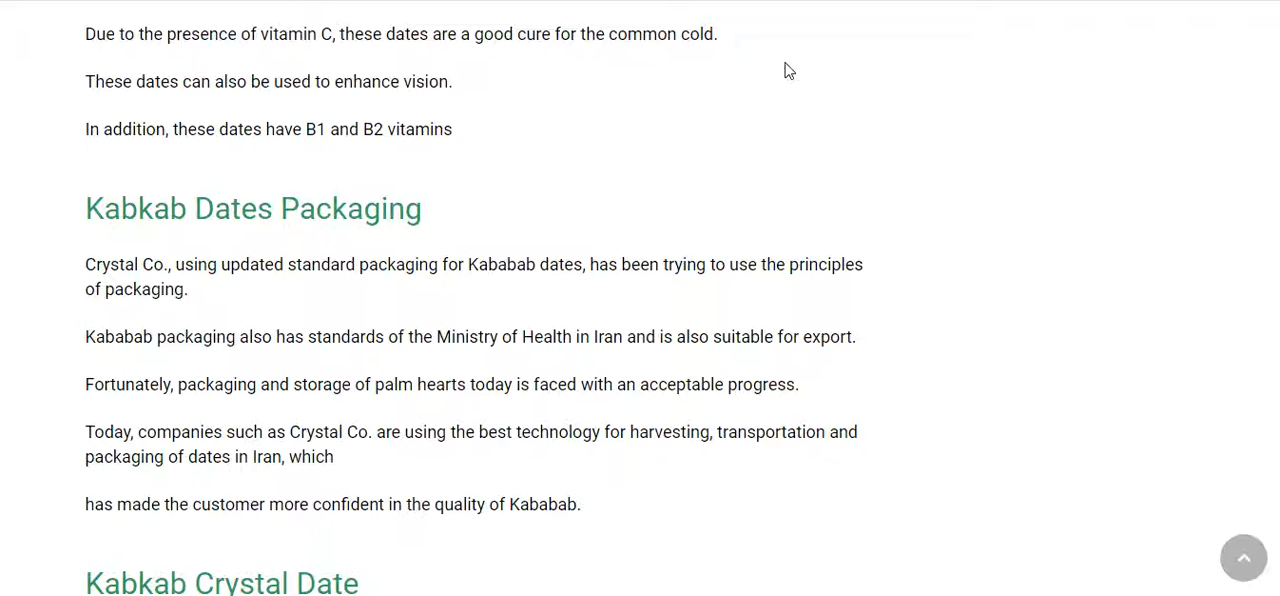 Due to the presence of vitamin C, these dates are a good cure for the common cold.
These dates can also be used to enhance vision.
In addition, these dates have B1 and B2 vitamins
Kabkab Dates Packaging
Crystal Co., using updated standard packaging for Kababab dates, has been trying to use the principles
of packaging.
Kababab packaging also has standards of the Ministry of Health in Iran and is also suitable for export.
Fortunately, packaging and storage of palm hearts today is faced with an acceptable progress.
Today, companies such as Crystal Co. are using the best technology for harvesting, transportation and
packaging of dates in Iran, which
has made the customer more confident in the quality of Kababab.
Kabkab Crystal Date